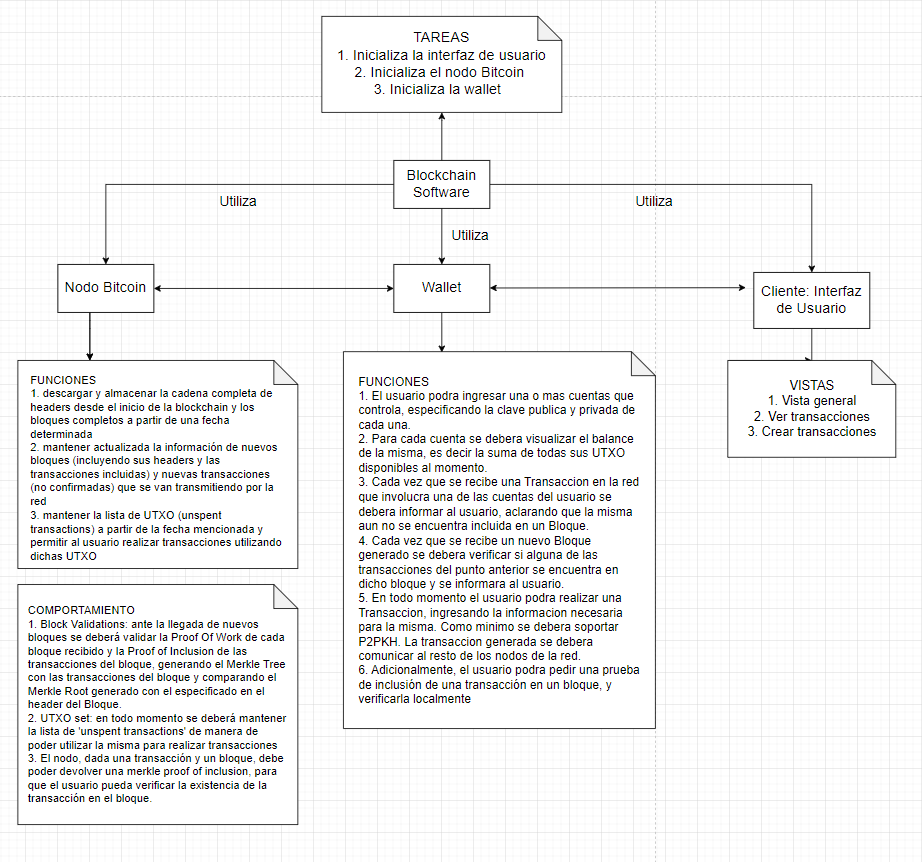 TAREAS
1. Inicializa la interfaz de usuario
2. Inicializa el nodo Bitcoin
3. Inicializa la wallet
Blockchain
Software
Utiliza
Utiliza
Utiliza
Nodo Bitcoin
Wallet
Cliente: Interfaz
de Usuario
FUNCIONES
1. descargar y almacenar la cadena completa de
headers desde el inicio de la blockchain y los
bloques completos a partir de una fecha
determinada
2. mantener actualizada la información de nuevos
bloques (incluyendo sus headers y las
transacciones incluidas) y nuevas transacciones
(no confirmadas) que se van transmitiendo por la
red
3. mantener la lista de UTXO (unspent
transactions) a partir de la fecha mencionada y
permitir al usuario realizar transacciones utilizando
dichas UTXO
COMPORTAMIENTO
1. Block Validations: ante la llegada de nuevos
bloques se deberá validar la Proof Of Work de cada
bloque recibido y la Proof of Inclusion de las
transacciones del bloque, generando el Merkle Tree
con las transacciones del bloque y comparando el
Merkle Root generado con el especificado en el
header del Bloque.
2. UTXO set: en todo momento se deberá mantener
la lista de 'unspent transactions' de manera de
poder utilizar la misma para realizar transacciones
3. El nodo, dada una transacción y un bloque, debe
poder devolver una merkle proof of inclusion, para
que el usuario pueda verificar la existencia de la
transacción en el bloque.
FUNCIONES
1. El usuario podra ingresar una o mas cuentas que
controla, especificando la clave publica y privada de
cada una.
2. Para cada cuenta se debera visualizar el balance
de la misma, es decir la suma de todas sus UTXO
disponibles al momento.
3. Cada vez que se recibe una Transaccion en la red
que involucra una de las cuentas del usuario se
debera informar al usuario, aclarando que la misma
aun no se encuentra incluida en un Bloque.
4. Cada vez que se recibe un nuevo Bloque
generado se debera verificar si alguna de las
transacciones del punto anterior se encuentra en
dicho bloque y se informara al usuario.
5. En todo momento el usuario podra realizar una
Transaccion, ingresando la informacion necesaria
para la misma. Como minimo se debera soportar
P2PKH. La transaccion generada se debera
comunicar al resto de los nodos de la red.
6. Adicionalmente, el usuario podra pedir una prueba
de inclusión de una transacción en un bloque, y
verificarla localmente
VISTAS
1. Vista general
2. Ver transacciones
3. Crear transacciones